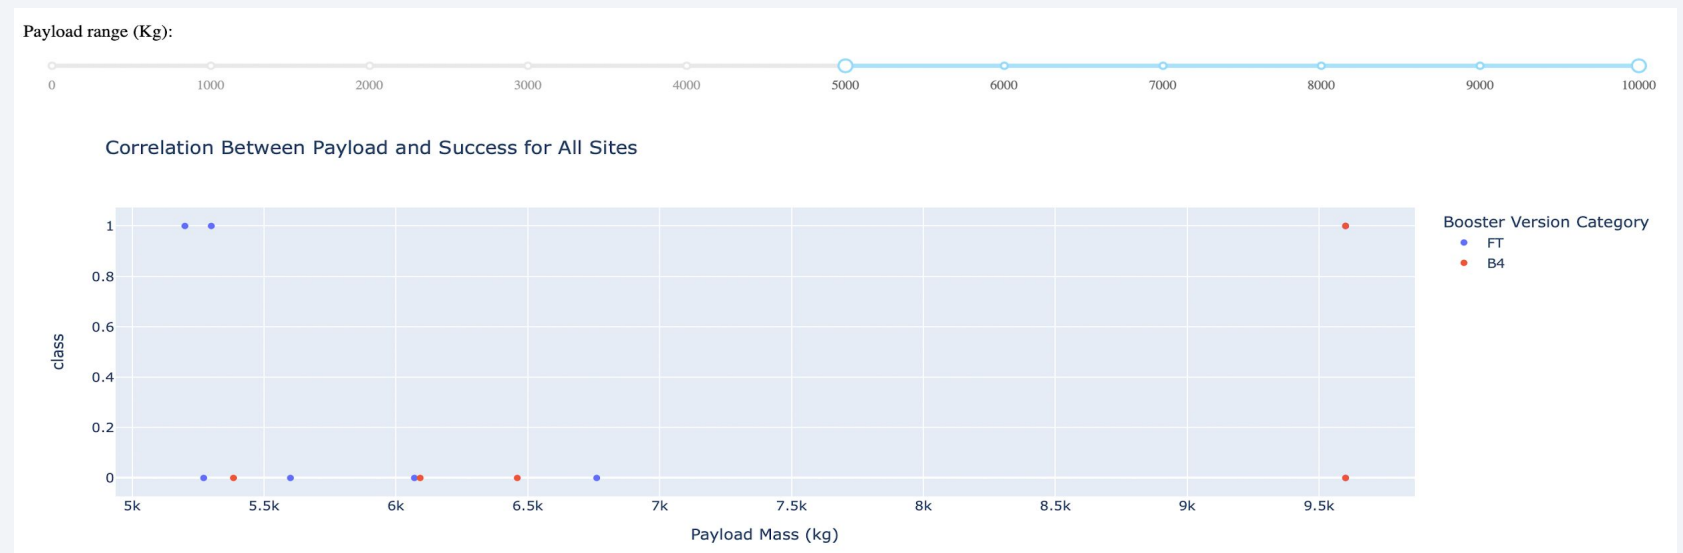 Payload range (Kg):
0 1000 2000 3000 4000 5000 6000 7000 8000 9000 10000
Correlation Between Payload and Success for All Sites
Booster Version Category
FT
B4
1
0.8
0.6
0.4
0.2
0
class
5k 5.5k 6k 6.5k 7k 7.5k 8k 8.5k 9k 9.5k
Payload Mass (kg)